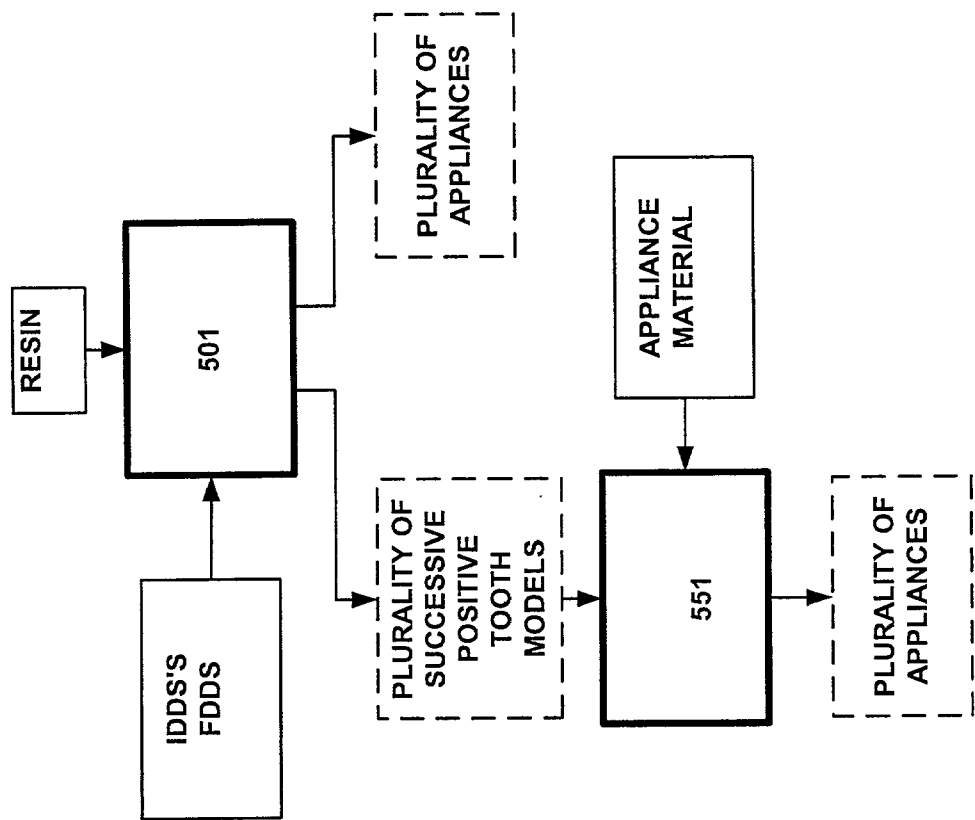 RESIN
IDDS'S
FDDS
501
PLURALITY OF
SUCCESSIVE
POSITIVE
TOOTH
MODELS
PLURALITY OF
APPLIANCES
APPLIANCE
MATERIAL
551
PLURALITY OF
APPLIANCES